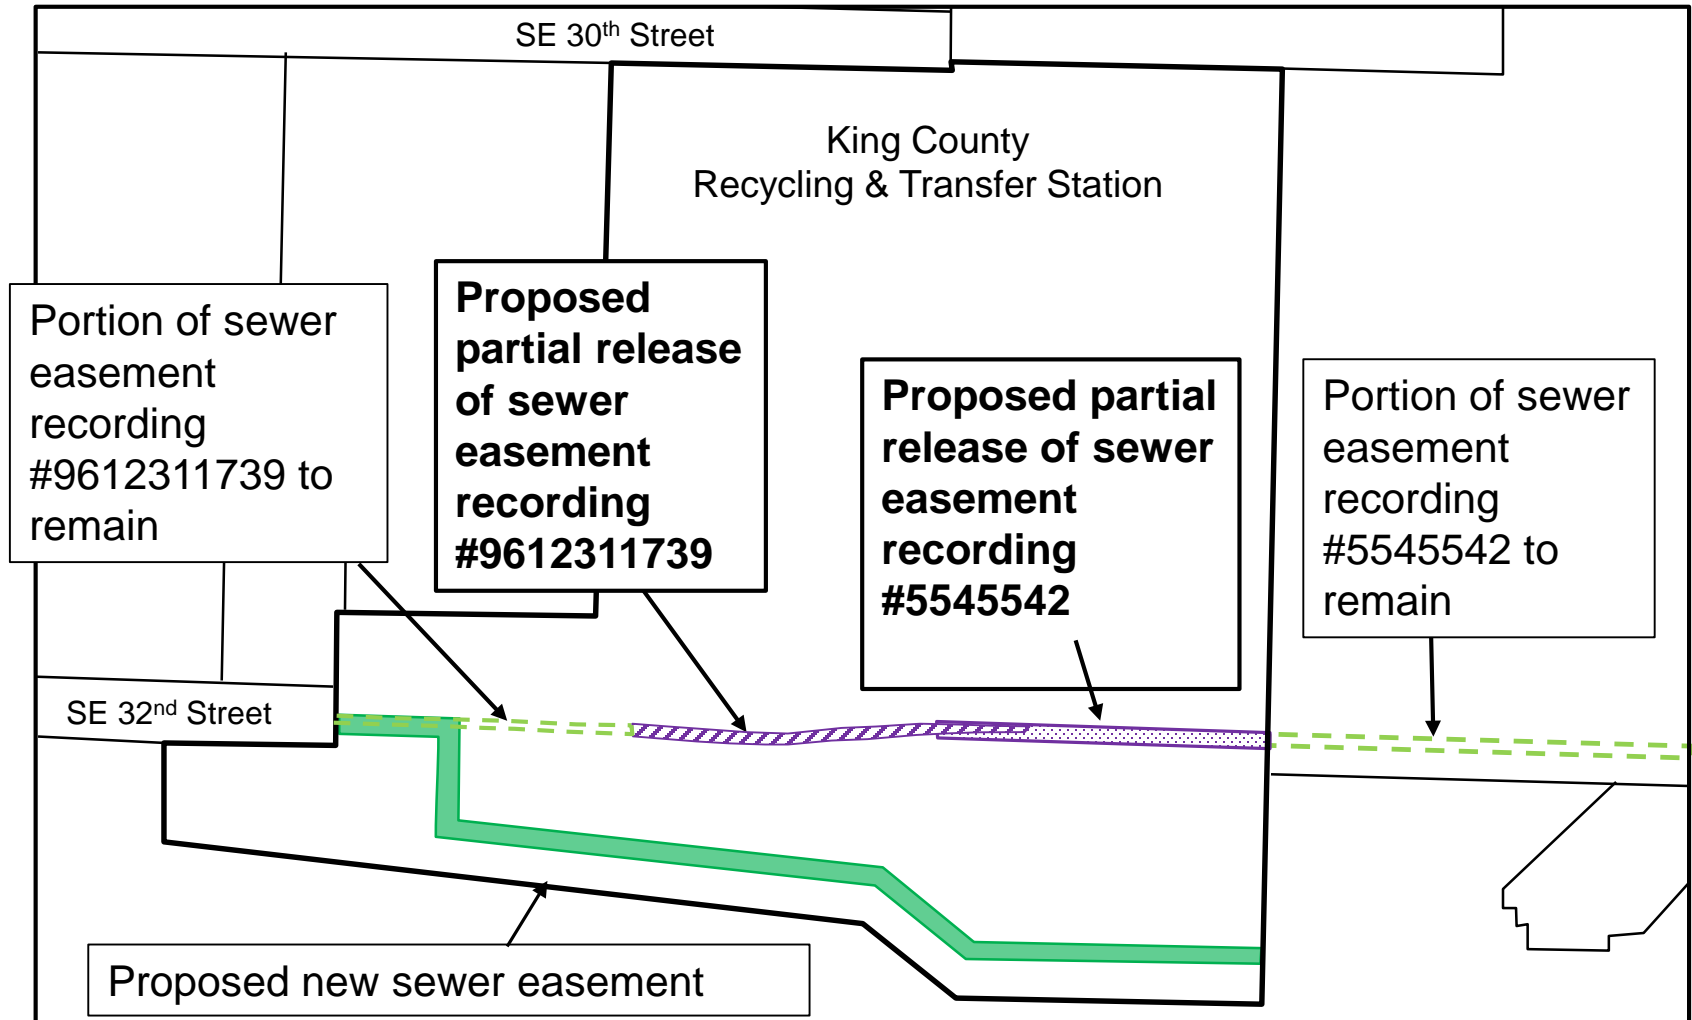 SE 30th Street
King County
Recycling & Transfer Station
Portion of sewer
easement
recording
#9612311739 to
remain
Proposed
partial release
of sewer
easement
recording
#9612311739
Proposed partial
release of sewer
easement
recording
#5545542
Portion of sewer
easement
recording
#5545542 to
remain
SE 32nd Street
Proposed new sewer easement